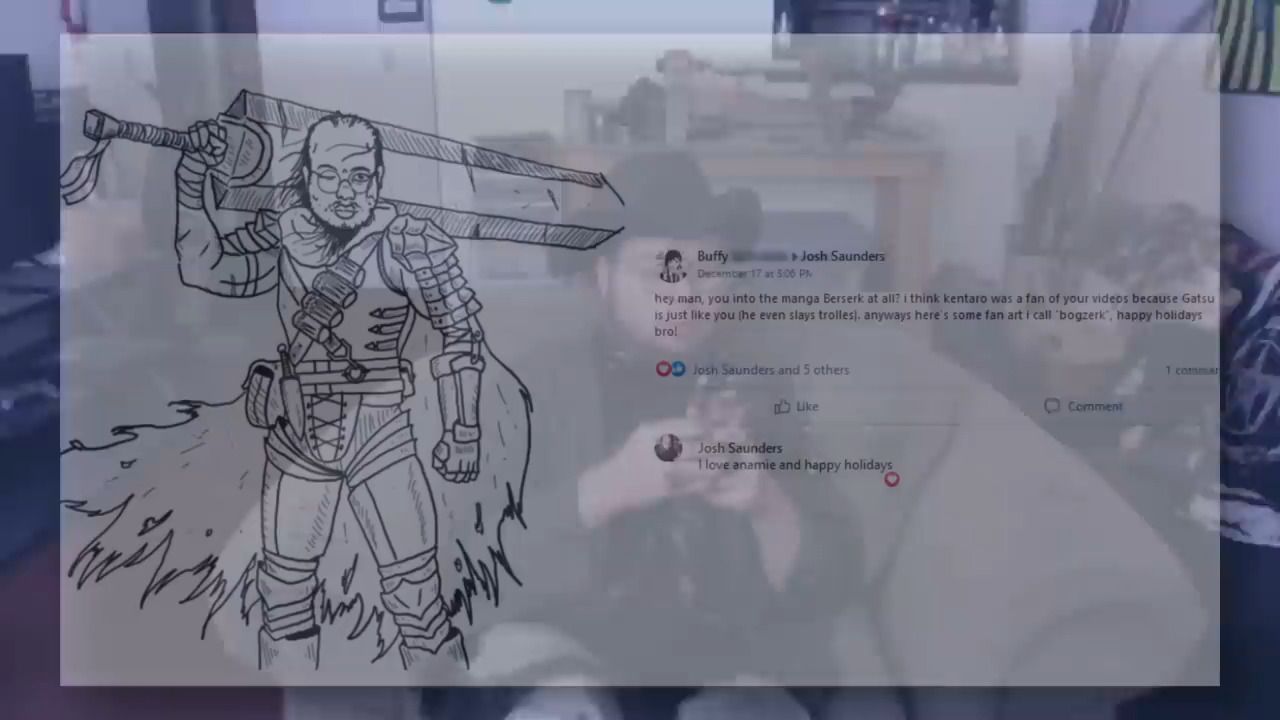 Buffy
Josh Saunders
December 17 at 5:06 PM
hey man, you into the manga Berserk at all? i think kentaro was a fan of your videos because Gatsu
is just like you (he even slays trolles). anyways here's some fan art i call "bogzerk", happy holidays
bro!
Josh Saunders and 5 others
1 commen
Like
Comment
Josh Saunders
I love anamie and happy holidays